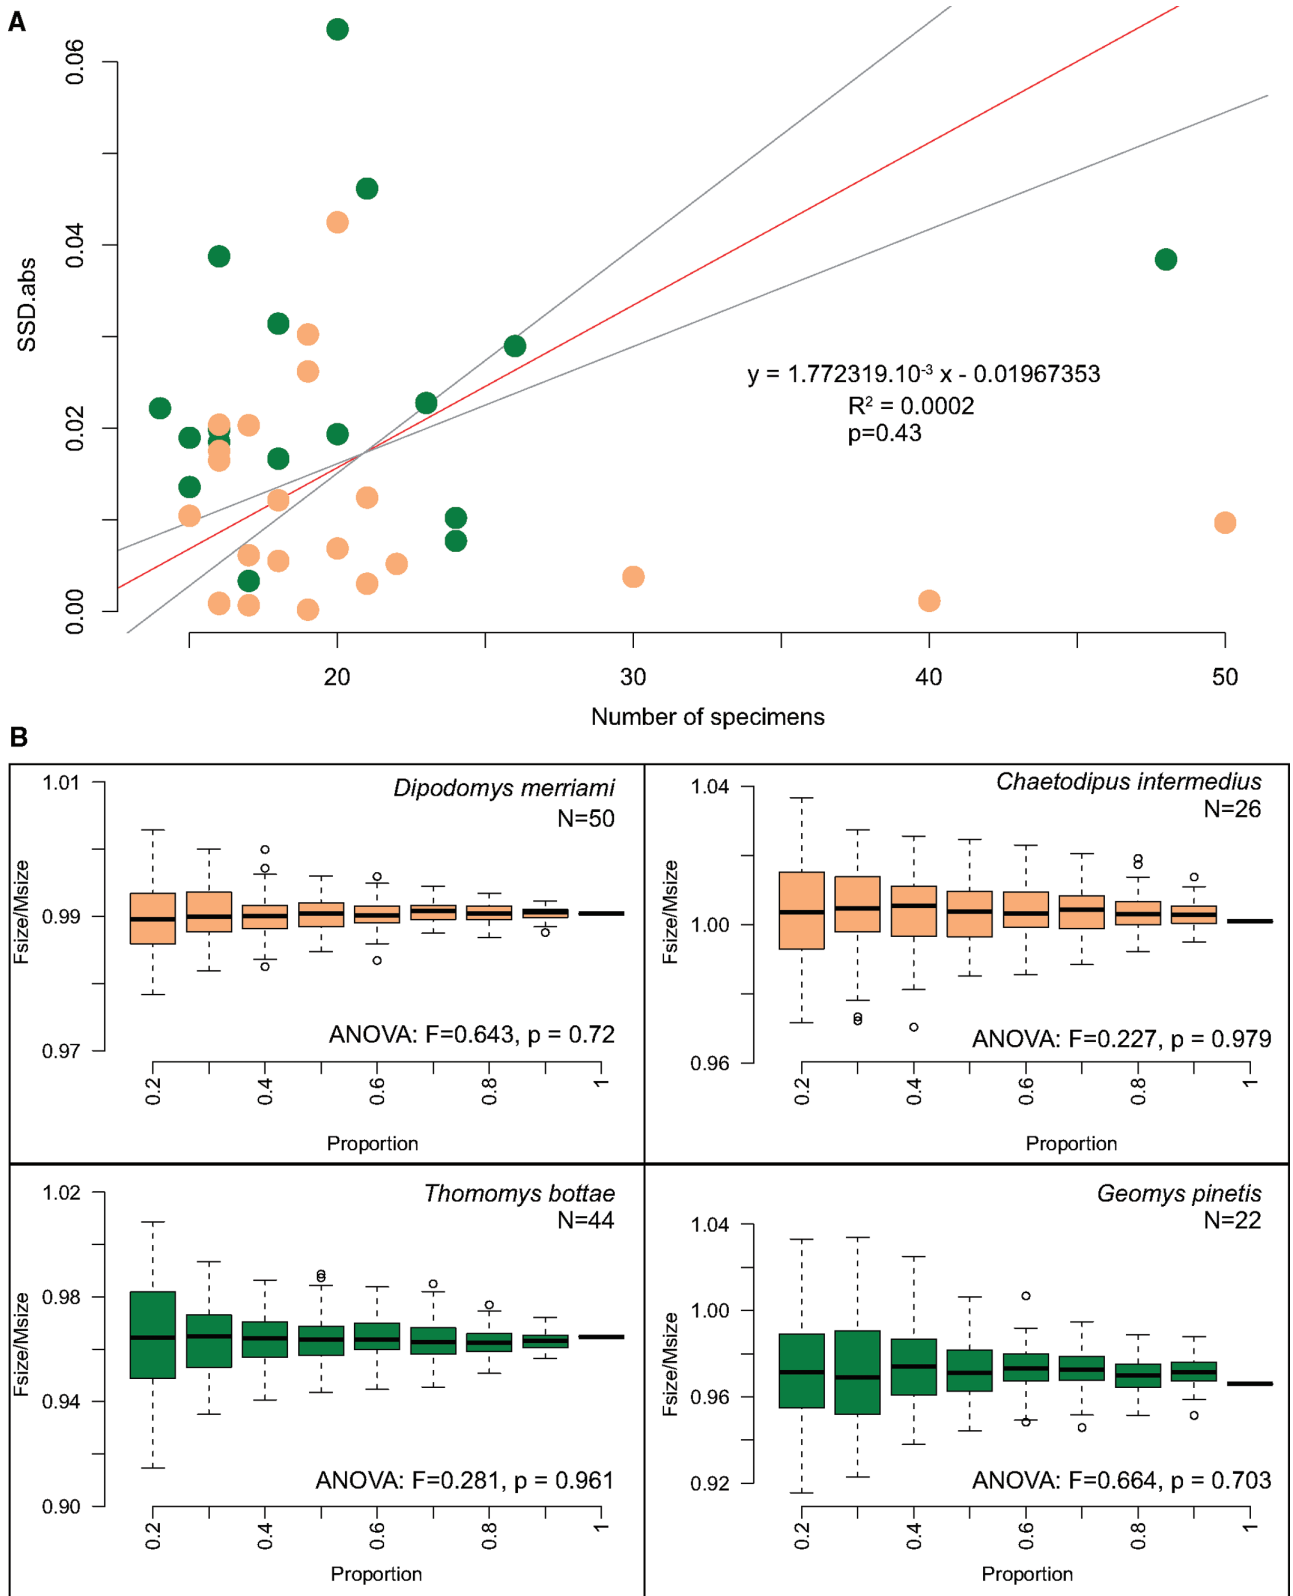 A
0.06
0.04
0.02
0.00
SSD.abs
y = 1.772319.10⁻³ x - 0.01967353
R² = 0.0002
p=0.43
20
30
40
50
Number of specimens
B
Dipodomys merriami
N=50
1.01
0.99
0.97
Fsize/Msize
ANOVA: F=0.643, p = 0.72
0.2
0.4
0.6
0.8
1
Proportion
Chaetodipus intermedius
N=26
1.04
1.00
0.96
Fsize/Msize
ANOVA: F=0.227, p = 0.979
0.2
0.4
0.6
0.8
1
Proportion
Thomomys bottae
N=44
1.02
0.98
0.94
0.90
Fsize/Msize
ANOVA: F=0.281, p = 0.961
0.2
0.4
0.6
0.8
1
Proportion
Geomys pinetis
N=22
1.04
1.00
0.96
0.92
Fsize/Msize
ANOVA: F=0.664, p = 0.703
0.2
0.4
0.6
0.8
1
Proportion